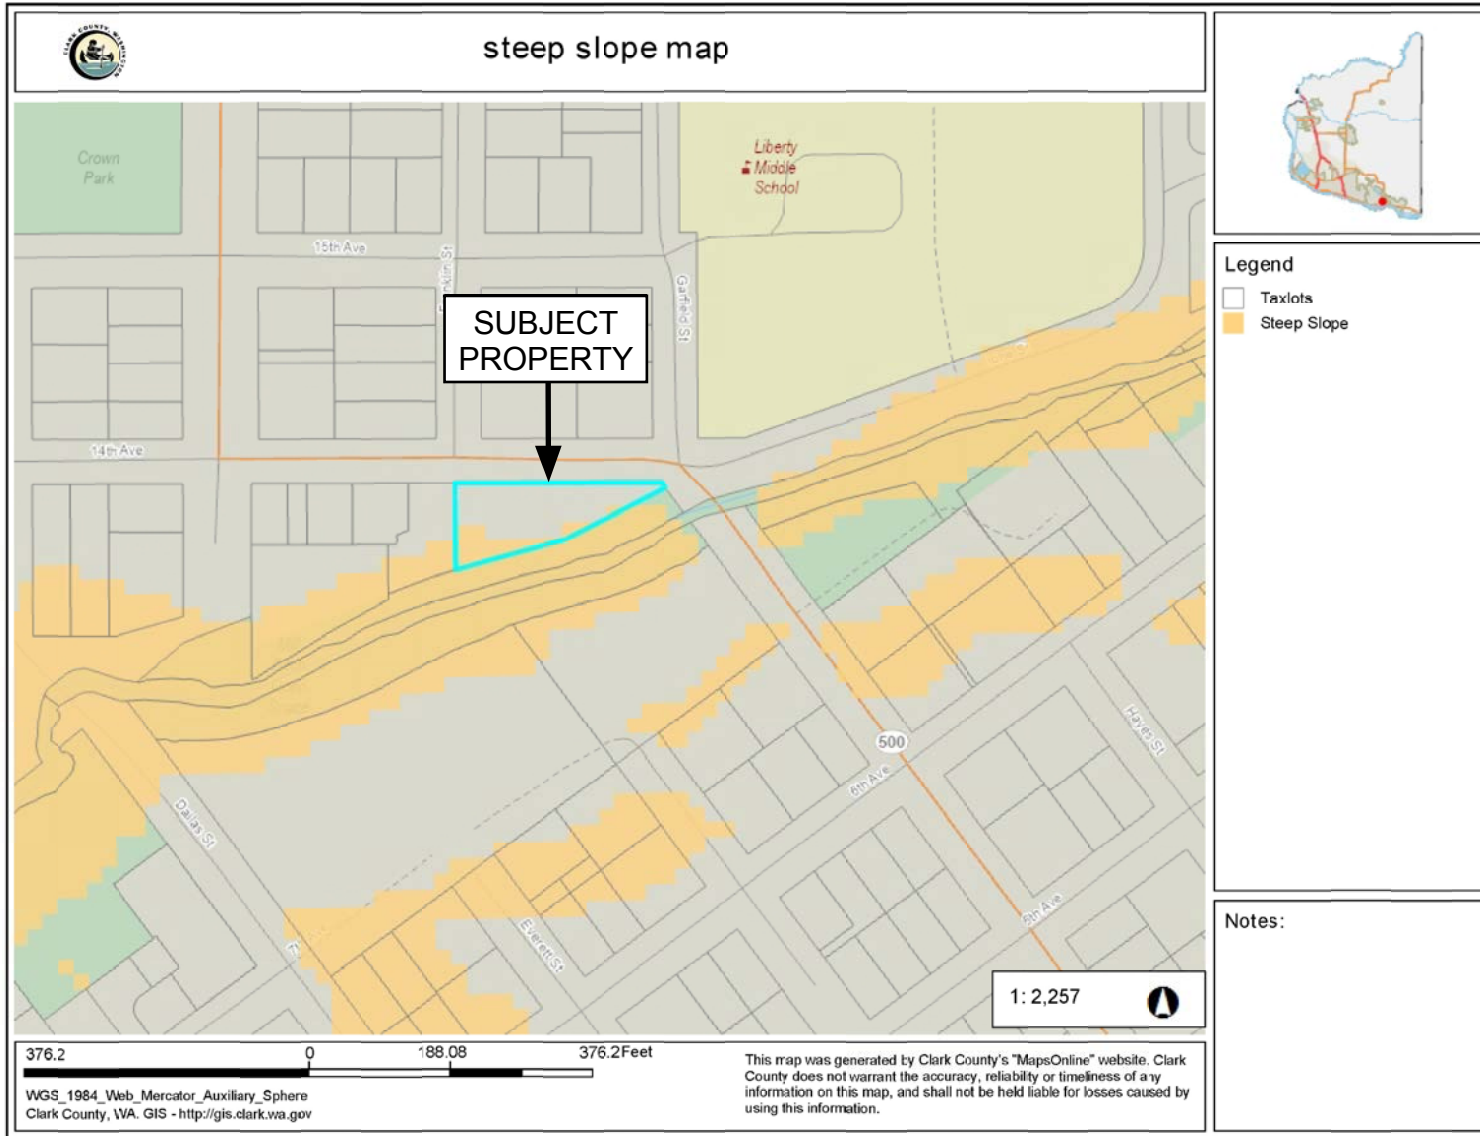 CLARK COUNTY, WASHINGTON
steep slope map
Crown
Park
Liberty
Middle
School
15th Ave
Garfield St
SUBJECT
PROPERTY
14th Ave
500
Hayes St
6th Ave
Dallas St
Everett St
5th Ave
1: 2,257
Legend
Taxlots
Steep Slope
Notes:
376.2
0
188.08
376.2Feet
WGS_1984_Web_Mercator_Auxiliary_Sphere
Clark County, WA. GIS - http://gis.clark.wa.gov
This map was generated by Clark County's "MapsOnline" website. Clark
County does not warrant the accuracy, reliability or timeliness of any
information on this map, and shall not be held liable for losses caused by
using this information.